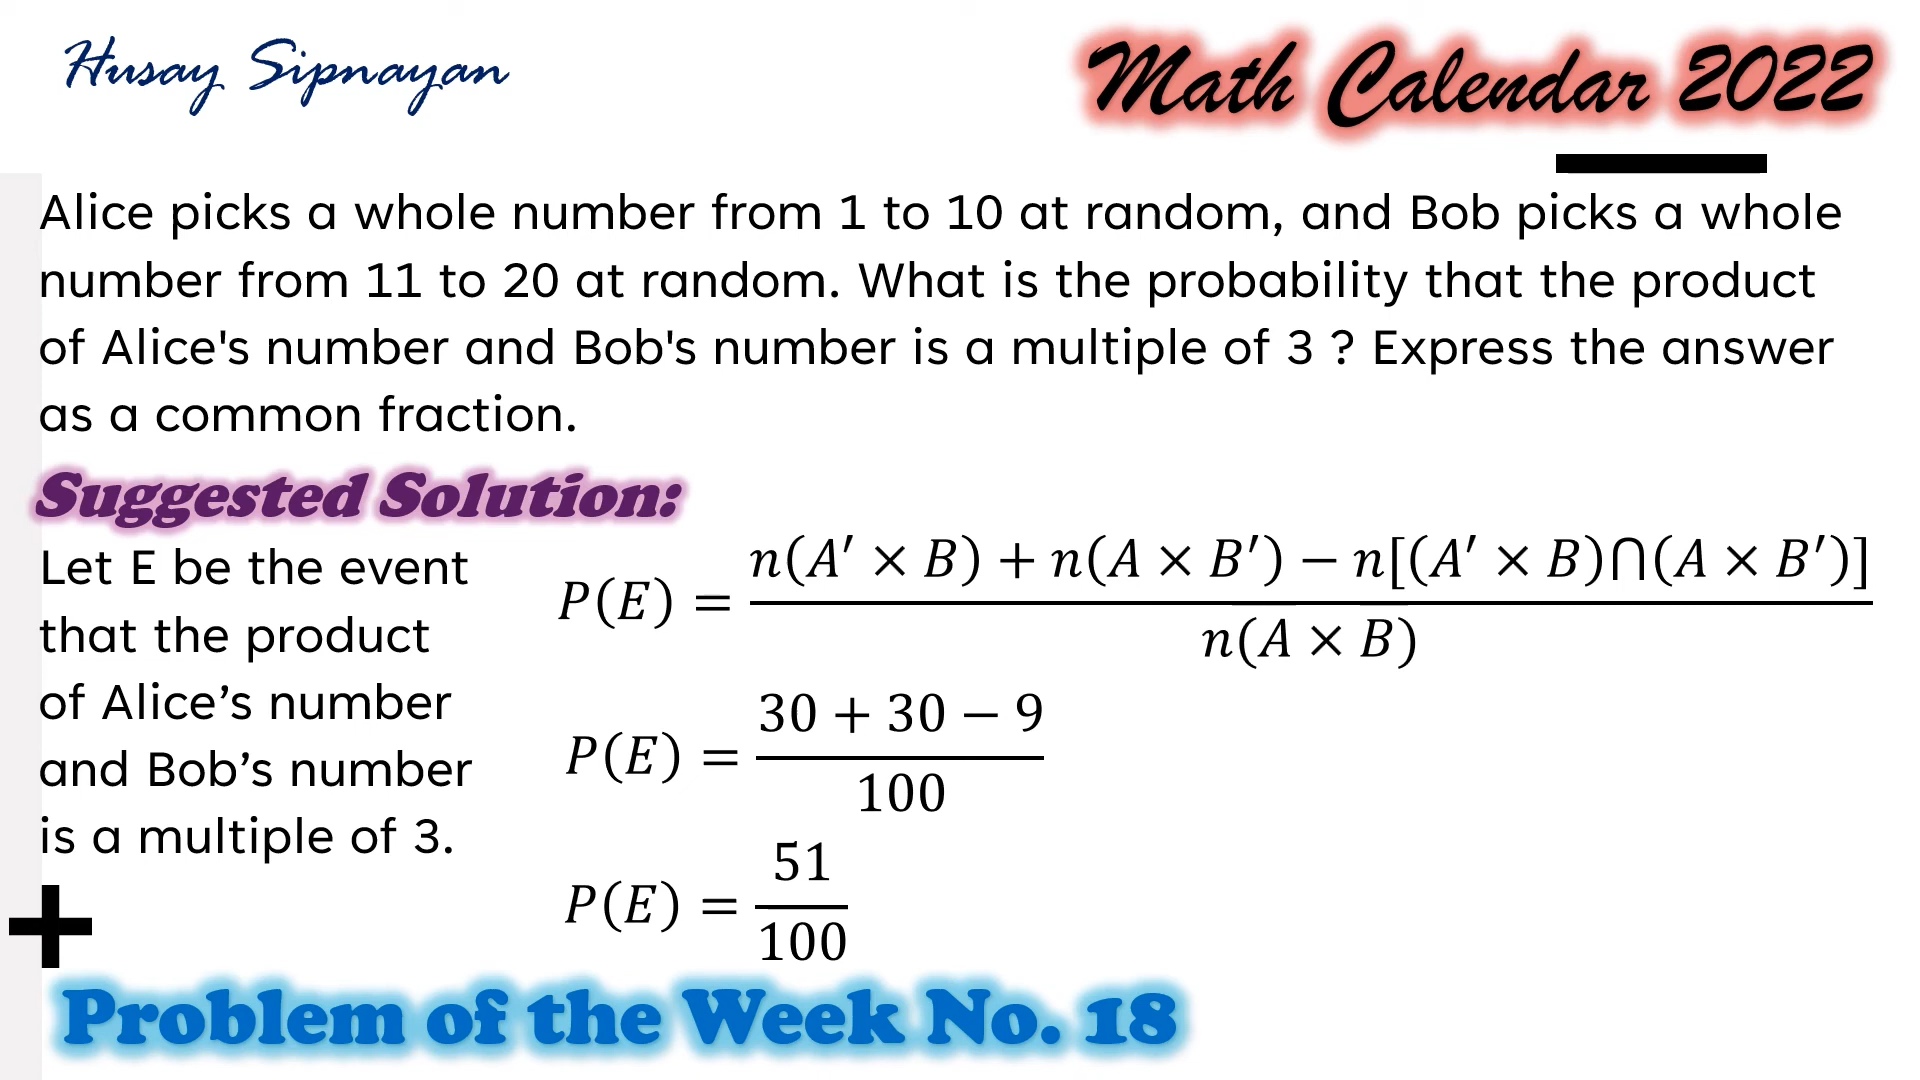 Husay Sipnayan
Math Calendar 2022
Alice picks a whole number from 1 to 10 at random, and Bob picks a whole
number from 11 to 20 at random. What is the probability that the product
of Alice's number and Bob's number is a multiple of 3 ? Express the answer
as a common fraction.
Suggested Solution:
Let E be the event
that the product
of Alice’s number
and Bob’s number
is a multiple of 3.
n(A′ × B) + n(A × B′) − n[(A′ × B)⋂(A × B′)]
P(E) =
n(A × B)
30 + 30 − 9
P(E) =
100
51
P(E) =
100
Problem of the Week No. 18